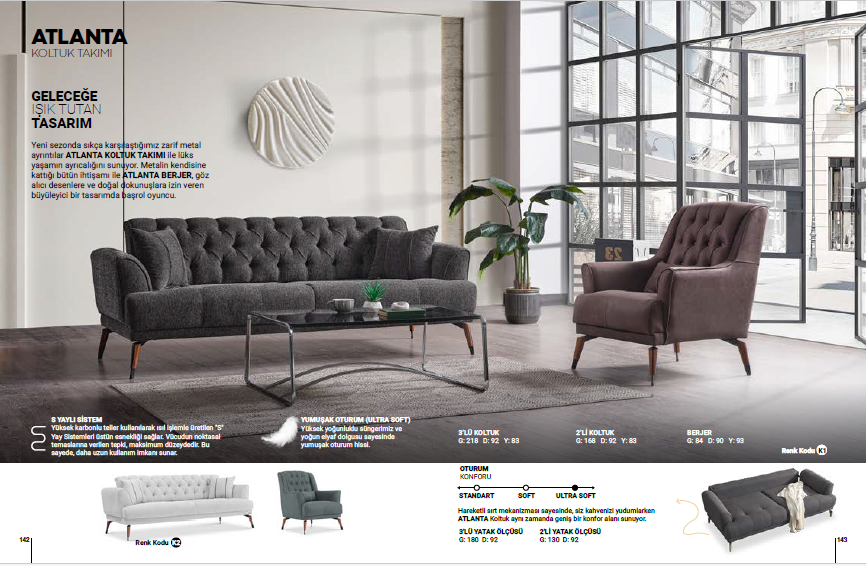 ATLANTA
KOLTUK TAKIMI
GELECEĞE
IŞIK TUTAN
TASARIM
Yeni sezonda sıkça karşılaştığımız zarif metal
ayrıntılar ATLANTA KOLTUK TAKIMI ile lüks
yaşamın ayrıcalığını sunuyor. Metalin kendisine
kattığı bütün ihtişamı ile ATLANTA BERJER, göz
alıcı desenlere ve doğal dokunuşlara izin veren
büyüleyici bir tasarımda başrol oyuncu.
23
S YAYLI SİSTEM
Yüksek karbonlu teller kullanılarak ısıl işlemle üretilen "S"
Yay Sistemleri üstün esnekliği sağlar. Vücudun noktasal
temaslarına verilen tepki, maksimum düzeydedir. Bu
sayede, daha uzun kullanım imkanı sunar.
YUMUŞAK OTURUM (ULTRA SOFT)
Yüksek yoğunluklu süngerimiz ve
yoğun elyaf dolgusu sayesinde
yumuşak oturum hissi.
3'LÜ KOLTUK
G: 218 D: 92 Y: 83
2'Lİ KOLTUK
G: 168 D: 92 Y: 83
BERJER
G: 84 D: 90 Y: 93
Renk Kodu K1
Renk Kodu K2
OTURUM
KONFORU
STANDART SOFT ULTRA SOFT
Hareketli sırt mekanizması sayesinde, siz kahvenizi yudumlarken
ATLANTA Koltuk aynı zamanda geniş bir konfor alanı sunuyor.
3'LÜ YATAK ÖLÇÜSÜ
G: 180 D: 92
2'Lİ YATAK ÖLÇÜSÜ
G: 130 D: 92
142
143